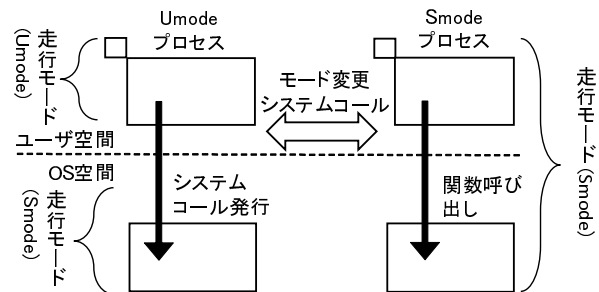 Umode
プロセス
Smode
プロセス
走行モード
(Umode)
モード変更
システムコール
走行モード(Smode)
ユーザ空間
OS空間
走行モード
(Smode)
システム
コール発行
関数呼び
出し